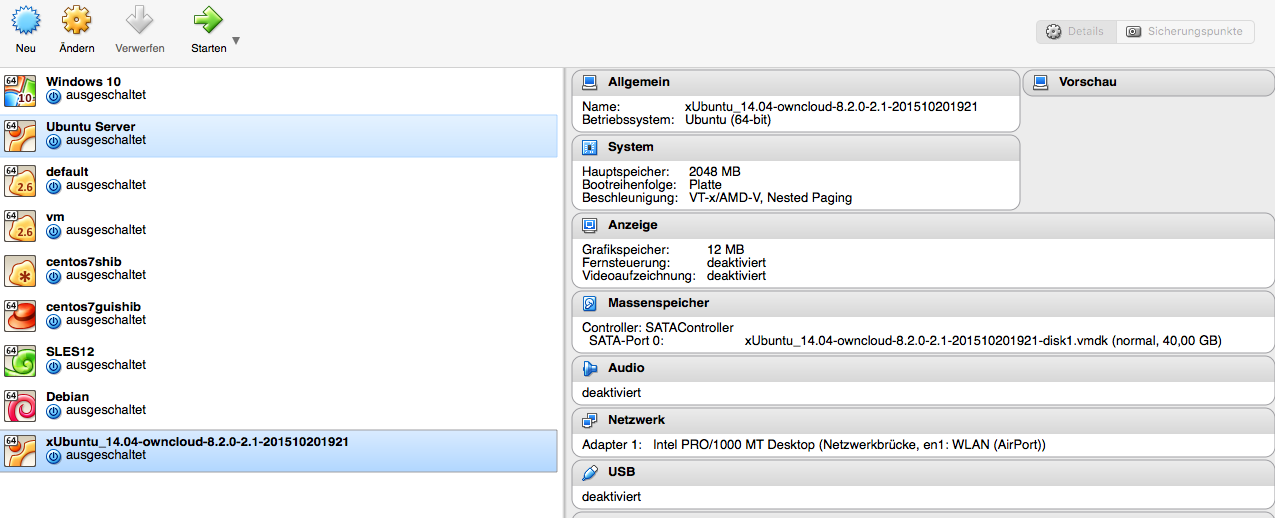 Neu
Ändern
Verwerfen
Starten
Details
Sicherungspunkte
64
10
Windows 10
ausgeschaltet
64
Ubuntu Server
ausgeschaltet
64
2.6
default
ausgeschaltet
64
2.6
vm
ausgeschaltet
centos7shib
ausgeschaltet
64
centos7guishib
ausgeschaltet
64
SLES12
ausgeschaltet
64
Debian
ausgeschaltet
64
xUbuntu_14.04-owncloud-8.2.0-2.1-201510201921
ausgeschaltet
Allgemein
Name: xUbuntu_14.04-owncloud-8.2.0-2.1-201510201921
Betriebssystem: Ubuntu (64-bit)
Vorschau
System
Hauptspeicher: 2048 MB
Bootreihenfolge: Platte
Beschleunigung: VT-x/AMD-V, Nested Paging
Anzeige
Grafikspeicher: 12 MB
Fernsteuerung: deaktiviert
Videoaufzeichnung: deaktiviert
Massenspeicher
Controller: SATAController
SATA-Port 0: xUbuntu_14.04-owncloud-8.2.0-2.1-201510201921-disk1.vmdk (normal, 40,00 GB)
Audio
deaktiviert
Netzwerk
Adapter 1: Intel PRO/1000 MT Desktop (Netzwerkbrücke, en1: WLAN (AirPort))
USB
deaktiviert